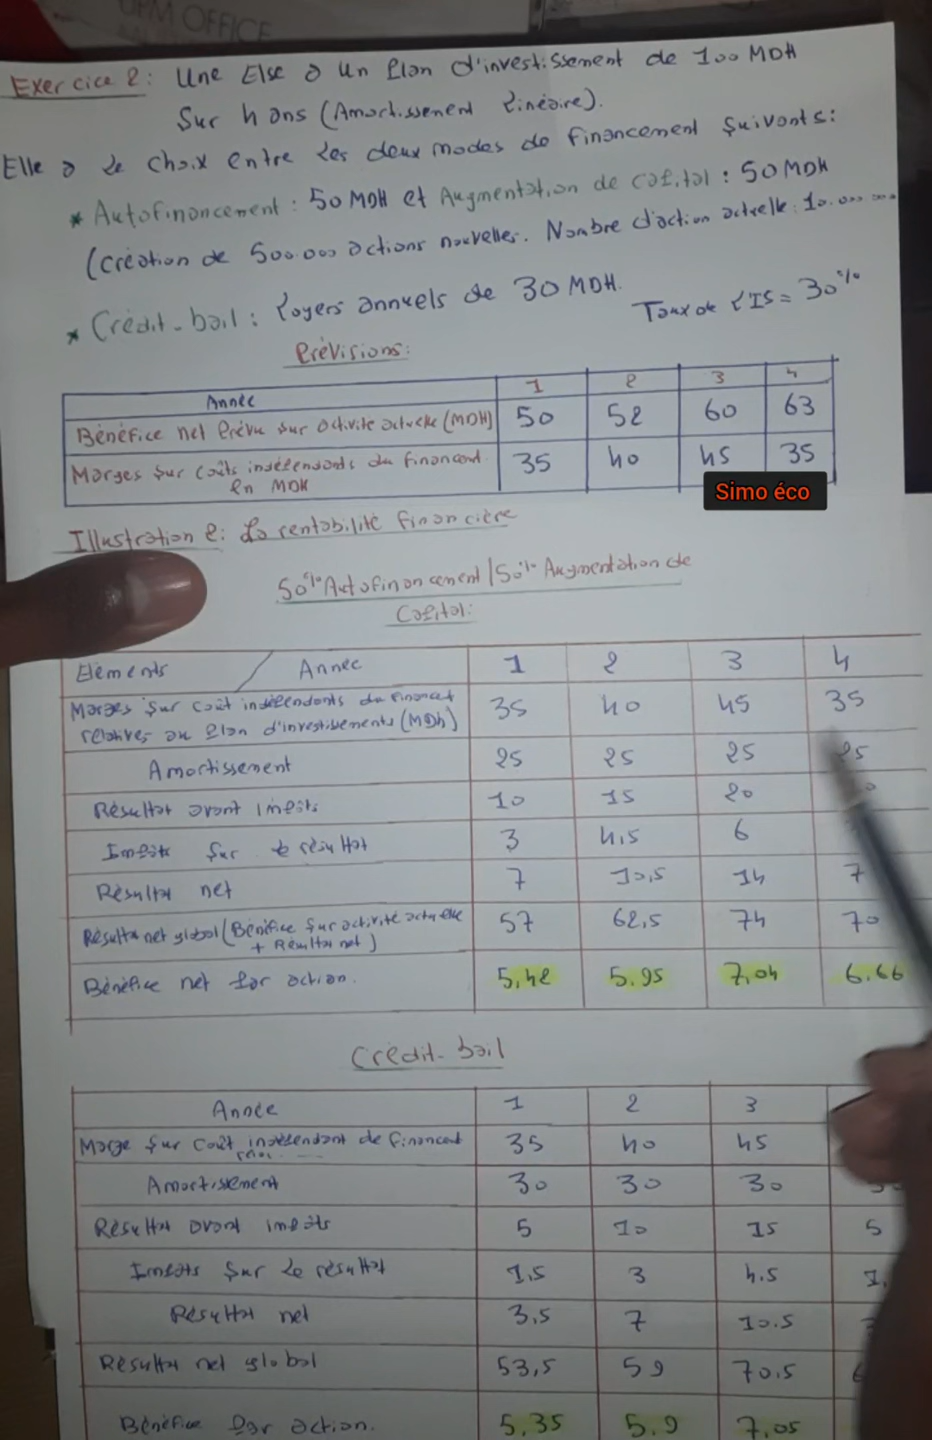 UPM OFFICE
Exercice 2: Une Else a un Plan d'investissement de 100 MDH
Sur 4 ans (Amortissement linéaire).
Elle a le choix entre les deux modes de financement suivants:
* Autofinancement: 50 MDH et Augmentation de capital: 50 MDH
(création de 500.000 actions nouvelles. Nombre d'action actuelle: 10.000.000
* Crédit-bail: loyers annuels de 30 MDH. Taux de l'IS = 30%
Prévisions:
Année 1 2 3 4
Bénéfice net Prévu sur activité actuelle (MDH) 50 52 60 63
Marges sur coûts indépendants du financent 35 40 45 35
en MDH
Simo éco
Illustration 2: La rentabilité financière
50% Autofinancement / 50% Augmentation de
Capital:
Eléments / Année 1 2 3 4
Marges sur coût indépendants du financet 35 40 45 35
relatives au plan d'investissements (MDh)
Amortissement 25 25 25 25
Résultat avant impôts 10 15 20
Impôts sur le résultat 3 4,5 6
Résultat net 7 10,5 14 7
Résultat net global (Bénéfice sur activité actuelle 57 62,5 74 70
+ Résultat net)
Bénéfice net par action. 5,42 5.95 7,04 6.66
Crédit-bail
Année 1 2 3
Marge sur coût indépendant de financent 35 40 45
Amortissement 30 30 30
Résultat avant impôts 5 10 15 5
Impôts sur le résultat 1,5 3 4.5 1,
Résultat net 3,5 7 10.5
Résultat net global 53,5 59 70.5
Bénéfice par action. 5.35 5.9 7,05